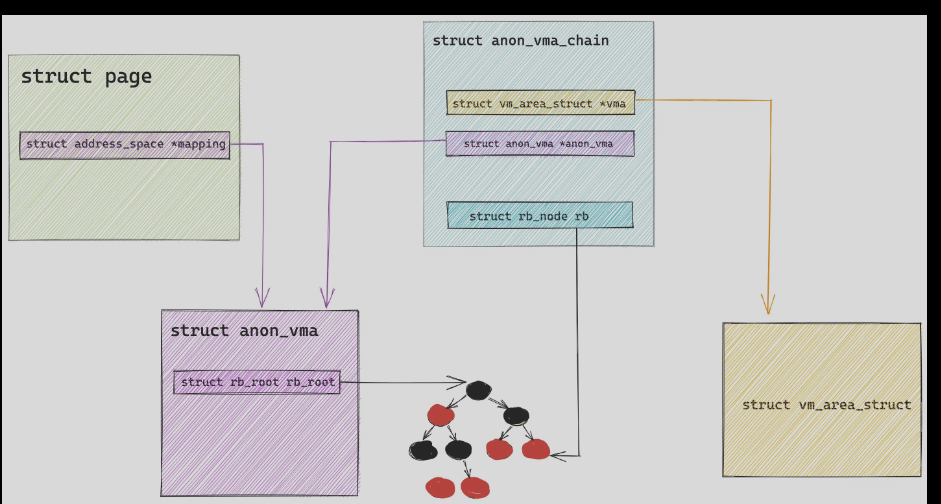 struct anon_vma_chain
struct page
struct vm_area_struct *vma
struct address_space *mapping
struct anon_vma *anon_vma
struct rb_node rb
struct anon_vma
struct rb_root rb_root
struct vm_area_struct